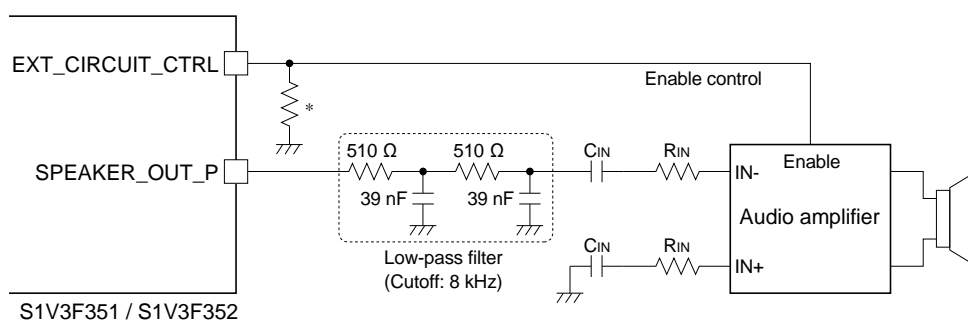 EXT_CIRCUIT_CTRL
Enable control
*
510 Ω
510 Ω
CIN
RIN
Enable
SPEAKER_OUT_P
IN-
39 nF
39 nF
Audio amplifier
CIN
RIN
IN+
Low-pass filter
(Cutoff: 8 kHz)
S1V3F351 / S1V3F352